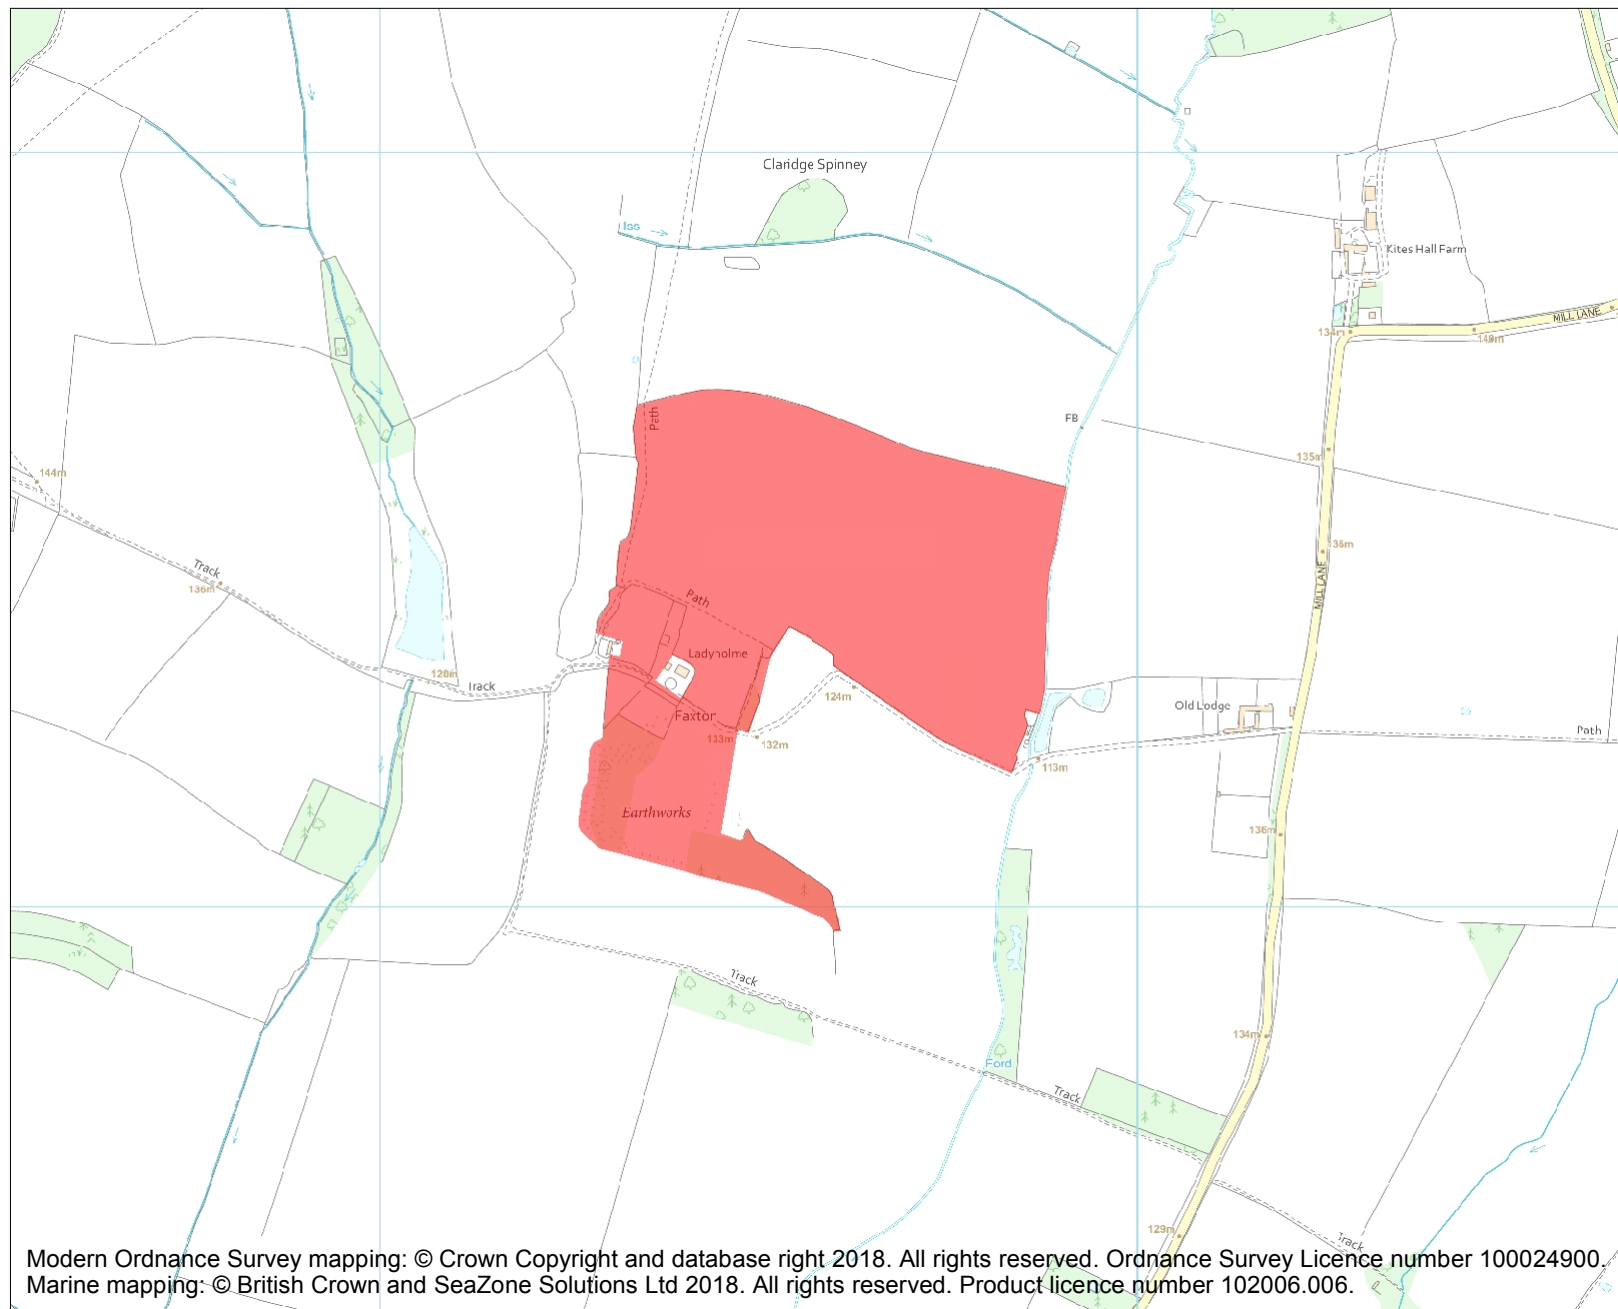 Claridge Spinney
Iss
Kites Hall Farm
MILL LANE
134m
140m
Path
FB
135m
144m
36m
Track
136m
Path
MILL LANE
Ladyholme
128m
Track
124m
Old Lodge
Faxton
133m
132m
Path
113m
Earthworks
136m
Track
134m
Ford
Track
129m
Track
Modern Ordnance Survey mapping: © Crown Copyright and database right 2018. All rights reserved. Ordnance Survey Licence number 100024900.
Marine mapping: © British Crown and SeaZone Solutions Ltd 2018. All rights reserved. Product licence number 102006.006.